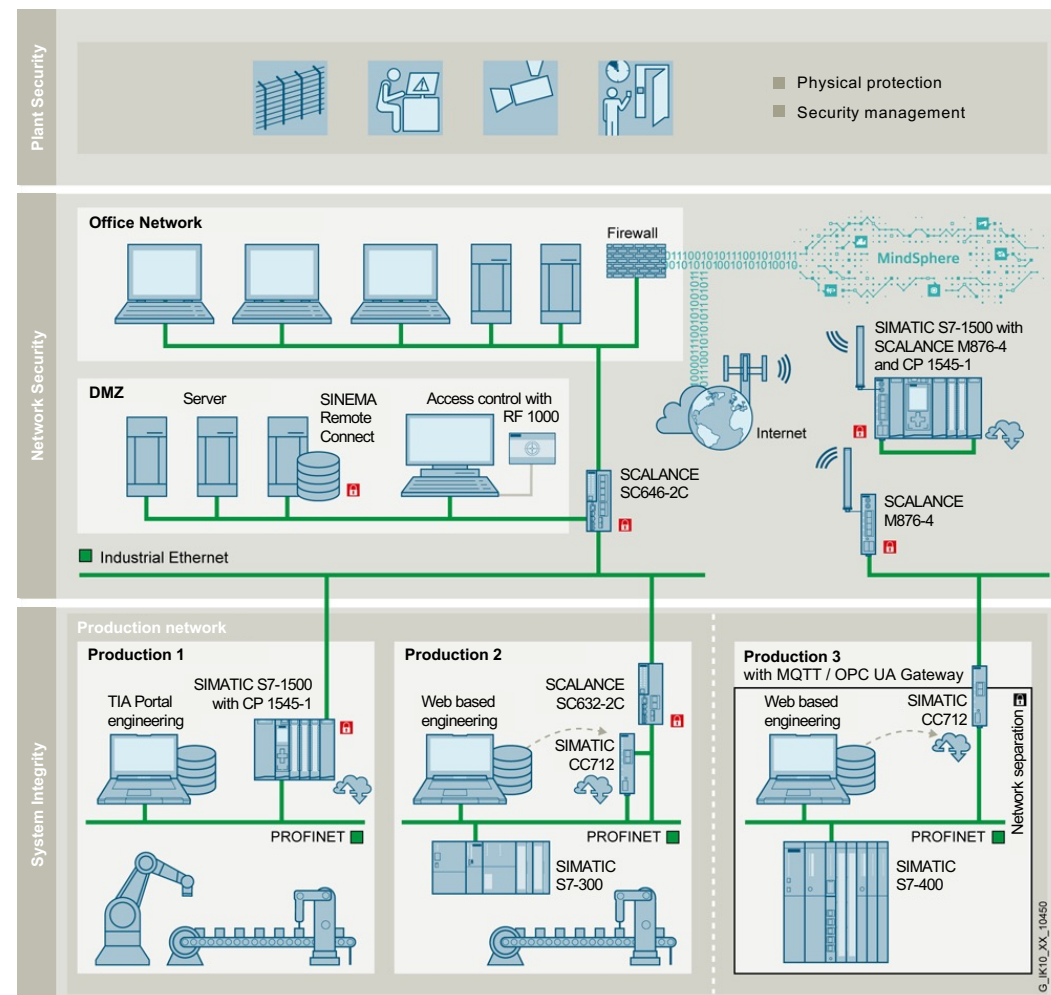 Plant Security
Physical protection
Security management
Network Security
Office Network
Firewall
01110010101110010101111
00101010100100101010010
MindSphere
SIMATIC S7-1500 with
SCALANCE M876-4
and CP 1545-1
DMZ
Server
SINEMA
Remote
Connect
Access control with
RF 1000
Internet
SCALANCE
SC646-2C
SCALANCE
M876-4
Industrial Ethernet
System Integrity
Production network
Production 1
TIA Portal
engineering
SIMATIC S7-1500
with CP 1545-1
PROFINET
Production 2
Web based
engineering
SCALANCE
SC632-2C
SIMATIC
CC712
PROFINET
SIMATIC
S7-300
Production 3
with MQTT / OPC UA Gateway
Web based
engineering
SIMATIC
CC712
Network separation
PROFINET
SIMATIC
S7-400
G_IK10_XX_10450